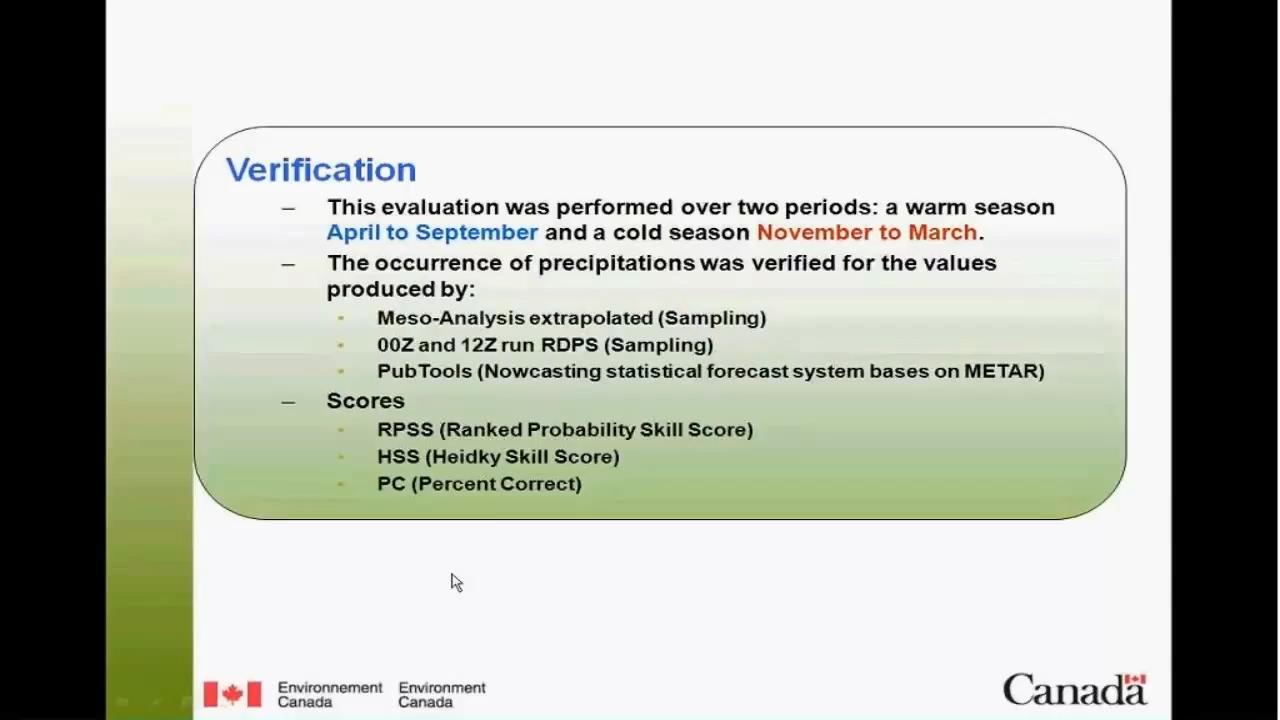 Verification
– This evaluation was performed over two periods: a warm season
April to September and a cold season November to March.
– The occurrence of precipitations was verified for the values
produced by:
• Meso-Analysis extrapolated (Sampling)
• 00Z and 12Z run RDPS (Sampling)
• PubTools (Nowcasting statistical forecast system bases on METAR)
– Scores
• RPSS (Ranked Probability Skill Score)
• HSS (Heidky Skill Score)
• PC (Percent Correct)
Environnement
Canada
Environment
Canada
Canada